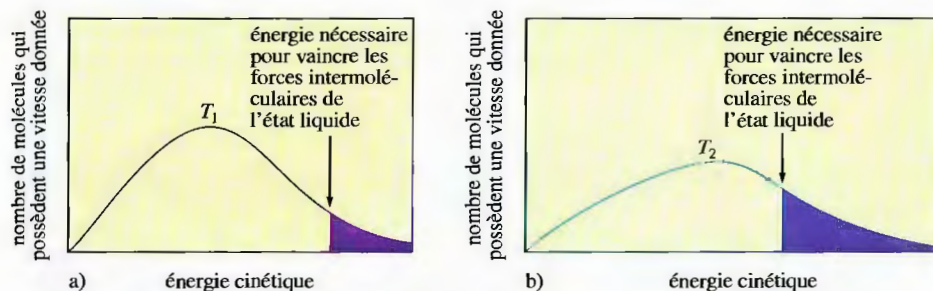 nombre de molécules qui
possèdent une vitesse donnée
énergie nécessaire
pour vaincre les
forces intermolé-
culaires de
l'état liquide
T1
a)
énergie cinétique
nombre de molécules qui
possèdent une vitesse donnée
énergie nécessaire
pour vaincre les
forces intermolé-
culaires de
l'état liquide
T2
b)
énergie cinétique